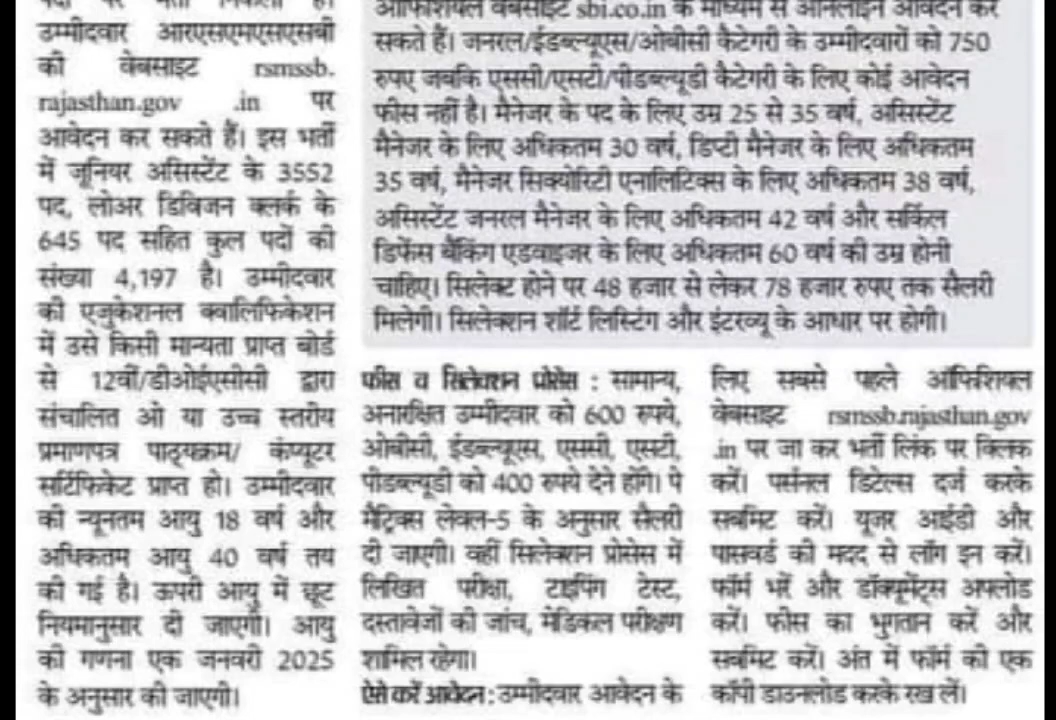 उम्मीदवार आरएसएमएसएसबी
की वेबसाइट rsmssb.
rajasthan.gov .in पर
आवेदन कर सकते हैं। इस भर्ती
में जूनियर असिस्टेंट के 3552
पद, लोअर डिविजन क्लर्क के
645 पद सहित कुल पदों की
संख्या 4,197 है। उम्मीदवार
की एजुकेशनल क्वालिफिकेशन
में उसे किसी मान्यता प्राप्त बोर्ड
से 12वीं/डीओईएसीसी द्वारा
संचालित ओ या उच्च स्तरीय
प्रमाणपत्र पाठ्यक्रम/ कंप्यूटर
सर्टिफिकेट प्राप्त हो। उम्मीदवार
की न्यूनतम आयु 18 वर्ष और
अधिकतम आयु 40 वर्ष तय
की गई है। ऊपरी आयु में छूट
नियमानुसार दी जाएगी। आयु
की गणना एक जनवरी 2025
के अनुसार की जाएगी।
ऑफिशियल वेबसाइट sbi.co.in के माध्यम से ऑनलाइन आवेदन कर
सकते हैं। जनरल/ईडब्ल्यूएस/ओबीसी कैटेगरी के उम्मीदवारों को 750
रुपए जबकि एससी/एसटी/पीडब्ल्यूडी कैटेगरी के लिए कोई आवेदन
फीस नहीं है। मैनेजर के पद के लिए उम्र 25 से 35 वर्ष, असिस्टेंट
मैनेजर के लिए अधिकतम 30 वर्ष, डिप्टी मैनेजर के लिए अधिकतम
35 वर्ष, मैनेजर सिक्योरिटी एनालिटिक्स के लिए अधिकतम 38 वर्ष,
असिस्टेंट जनरल मैनेजर के लिए अधिकतम 42 वर्ष और सर्किल
डिफेंस बैंकिंग एडवाइजर के लिए अधिकतम 60 वर्ष की उम्र होनी
चाहिए। सिलेक्ट होने पर 48 हजार से लेकर 78 हजार रुपए तक सैलरी
मिलेगी। सिलेक्शन शॉर्ट लिस्टिंग और इंटरव्यू के आधार पर होगी।
फीस व सिलेक्शन प्रोसेस : सामान्य,
अनारक्षित उम्मीदवार को 600 रुपये,
ओबीसी, ईडब्ल्यूएस, एससी, एसटी,
पीडब्ल्यूडी को 400 रुपये देने होंगे। पे
मैट्रिक्स लेवल-5 के अनुसार सैलरी
दी जाएगी। वहीं सिलेक्शन प्रोसेस में
लिखित परीक्षा, टाइपिंग टेस्ट,
दस्तावेजों की जांच, मेडिकल परीक्षण
शामिल रहेगा।
ऐसे करें आवेदन : उम्मीदवार आवेदन के
लिए सबसे पहले ऑफिशियल
वेबसाइट rsmssb.rajasthan.gov
.in पर जा कर भर्ती लिंक पर क्लिक
करें। पर्सनल डिटेल्स दर्ज करके
सबमिट करें। यूजर आईडी और
पासवर्ड की मदद से लॉग इन करें।
फॉर्म भरें और डॉक्यूमेंट्स अपलोड
करें। फीस का भुगतान करें और
सबमिट करें। अंत में फॉर्म की एक
कॉपी डाउनलोड करके रख लें।